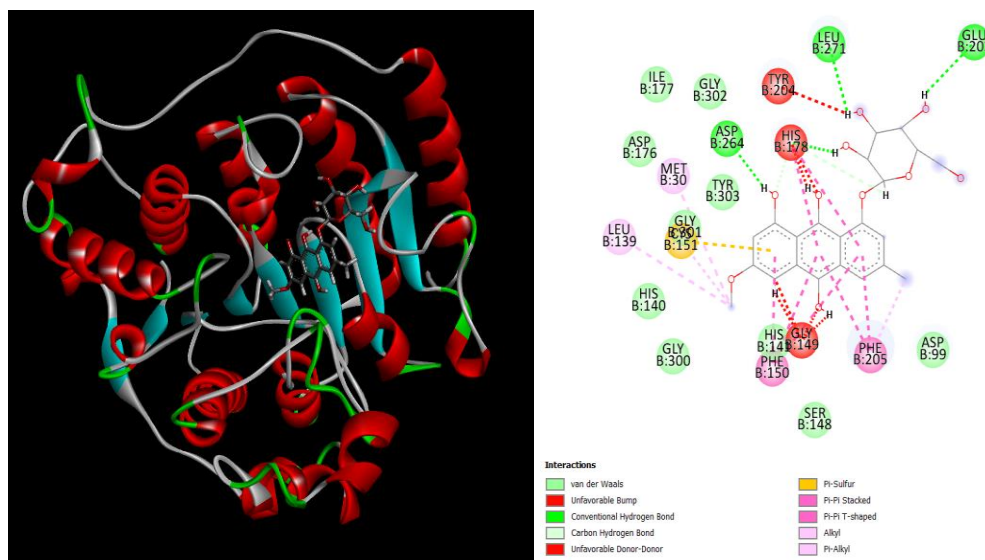 LEU
B:271
GLU
B:20
ILE
B:177
GLY
B:302
TYR
B:204
ASP
B:264
HIS
B:178
H
H
H
ASP
B:176
MET
B:30
TYR
B:303
H
H
H
LEU
B:139
GLY
B:301
CYS
B:151
HIS
B:140
H
H
GLY
B:300
HIS
B:141
GLY
B:149
PHE
B:150
PHE
B:205
ASP
B:99
SER
B:148
Interactions
van der Waals
Unfavorable Bump
Conventional Hydrogen Bond
Carbon Hydrogen Bond
Unfavorable Donor-Donor
Pi-Sulfur
Pi-Pi Stacked
Pi-Pi T-shaped
Alkyl
Pi-Alkyl